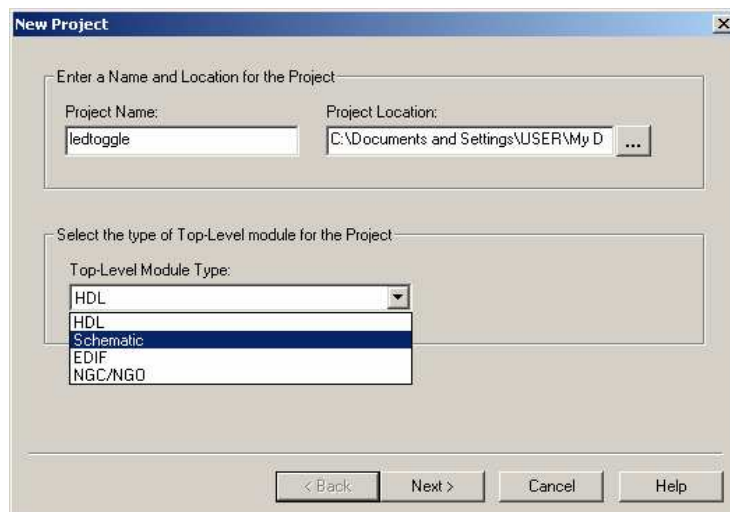 New Project
Enter a Name and Location for the Project
Project Name:
Project Location:
ledtoggle
C:\Documents and Settings\USER\My D
...
Select the type of Top-Level module for the Project
Top-Level Module Type:
HDL
HDL
Schematic
EDIF
NGC/NGO
< Back
Next >
Cancel
Help